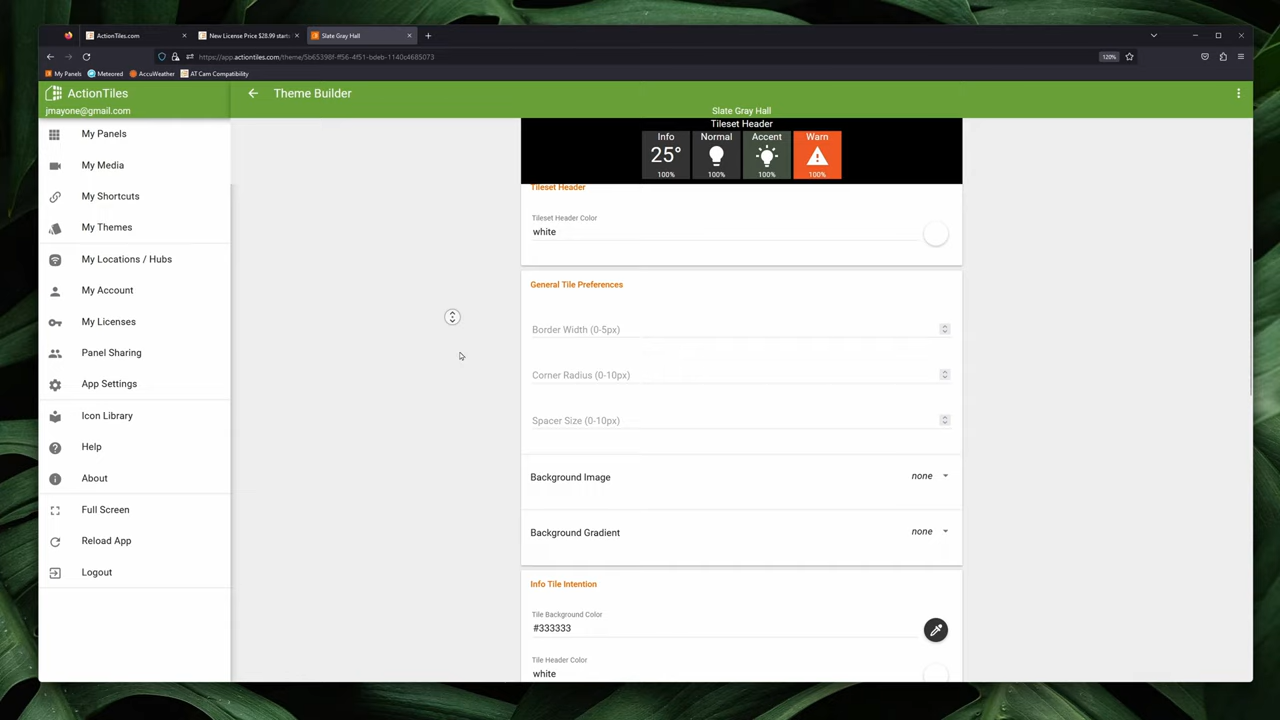 ActionTiles.com
New License Price $28.99 starts
Slate Gray Hall
https://app.actiontiles.com/theme/5b65398f-ff56-4f51-bdeb-1140c4685073
120%
My Panels
Meteored
AccuWeather
AT Cam Compatibility
ActionTiles
jmayone@gmail.com
Theme Builder
Slate Gray Hall
My Panels
My Media
My Shortcuts
My Themes
My Locations / Hubs
My Account
My Licenses
Panel Sharing
App Settings
Icon Library
Help
About
Full Screen
Reload App
Logout
Tileset Header
Info
Normal
Accent
Warn
25°
100%
100%
100%
100%
Tileset Header
Tileset Header Color
white
General Tile Preferences
Border Width (0-5px)
Corner Radius (0-10px)
Spacer Size (0-10px)
Background Image
none
Background Gradient
none
Info Tile Intention
Tile Background Color
#333333
Tile Header Color
white